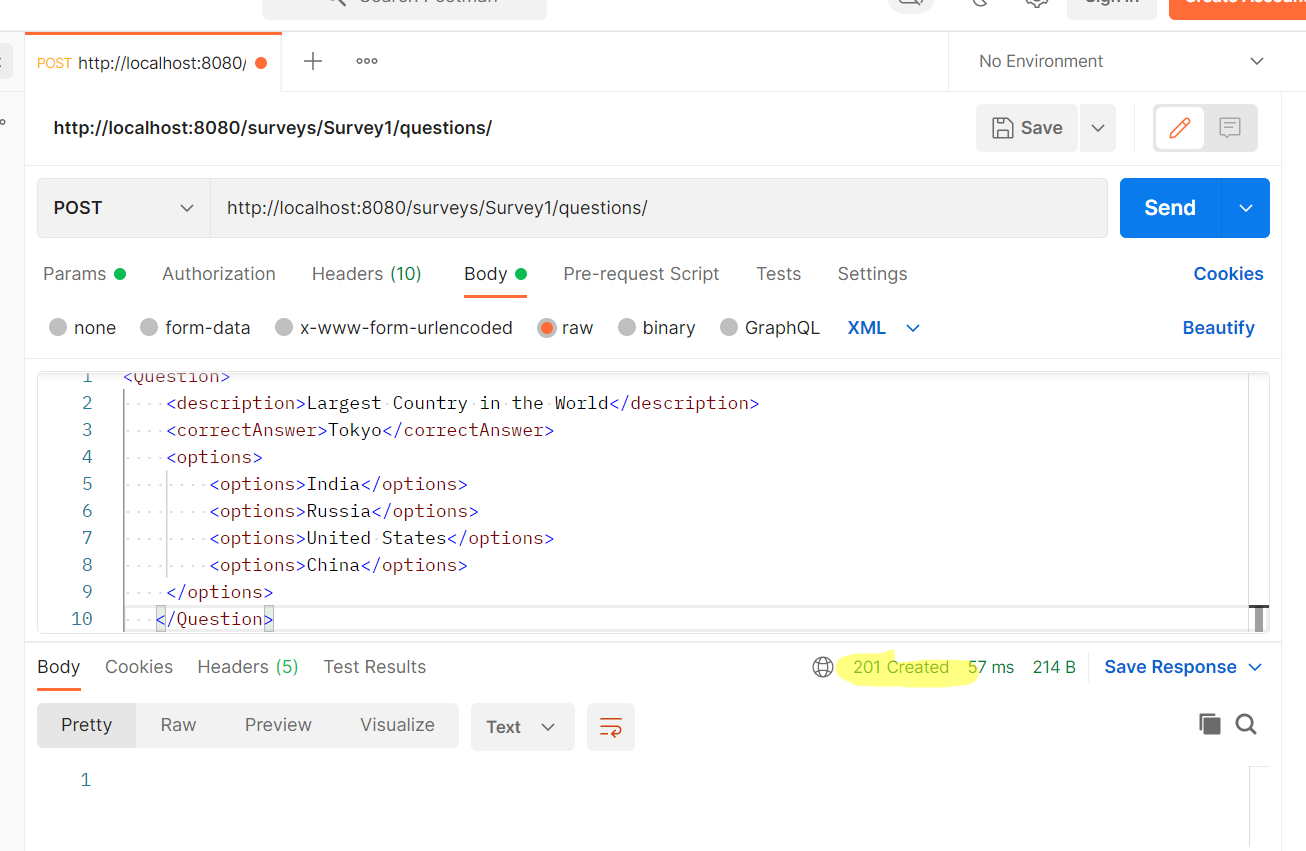 Search Postman Sign In Create Account
POST http://localhost:8080/ No Environment
http://localhost:8080/surveys/Survey1/questions/ Save
POST http://localhost:8080/surveys/Survey1/questions/ Send
Params Authorization Headers (10) Body Pre-request Script Tests Settings Cookies
none form-data x-www-form-urlencoded raw binary GraphQL XML Beautify
1 <Question>
2 <description>Largest Country in the World</description>
3 <correctAnswer>Tokyo</correctAnswer>
4 <options>
5 <options>India</options>
6 <options>Russia</options>
7 <options>United States</options>
8 <options>China</options>
9 </options>
10 </Question>
Body Cookies Headers (5) Test Results 201 Created 57 ms 214 B Save Response
Pretty Raw Preview Visualize Text
1